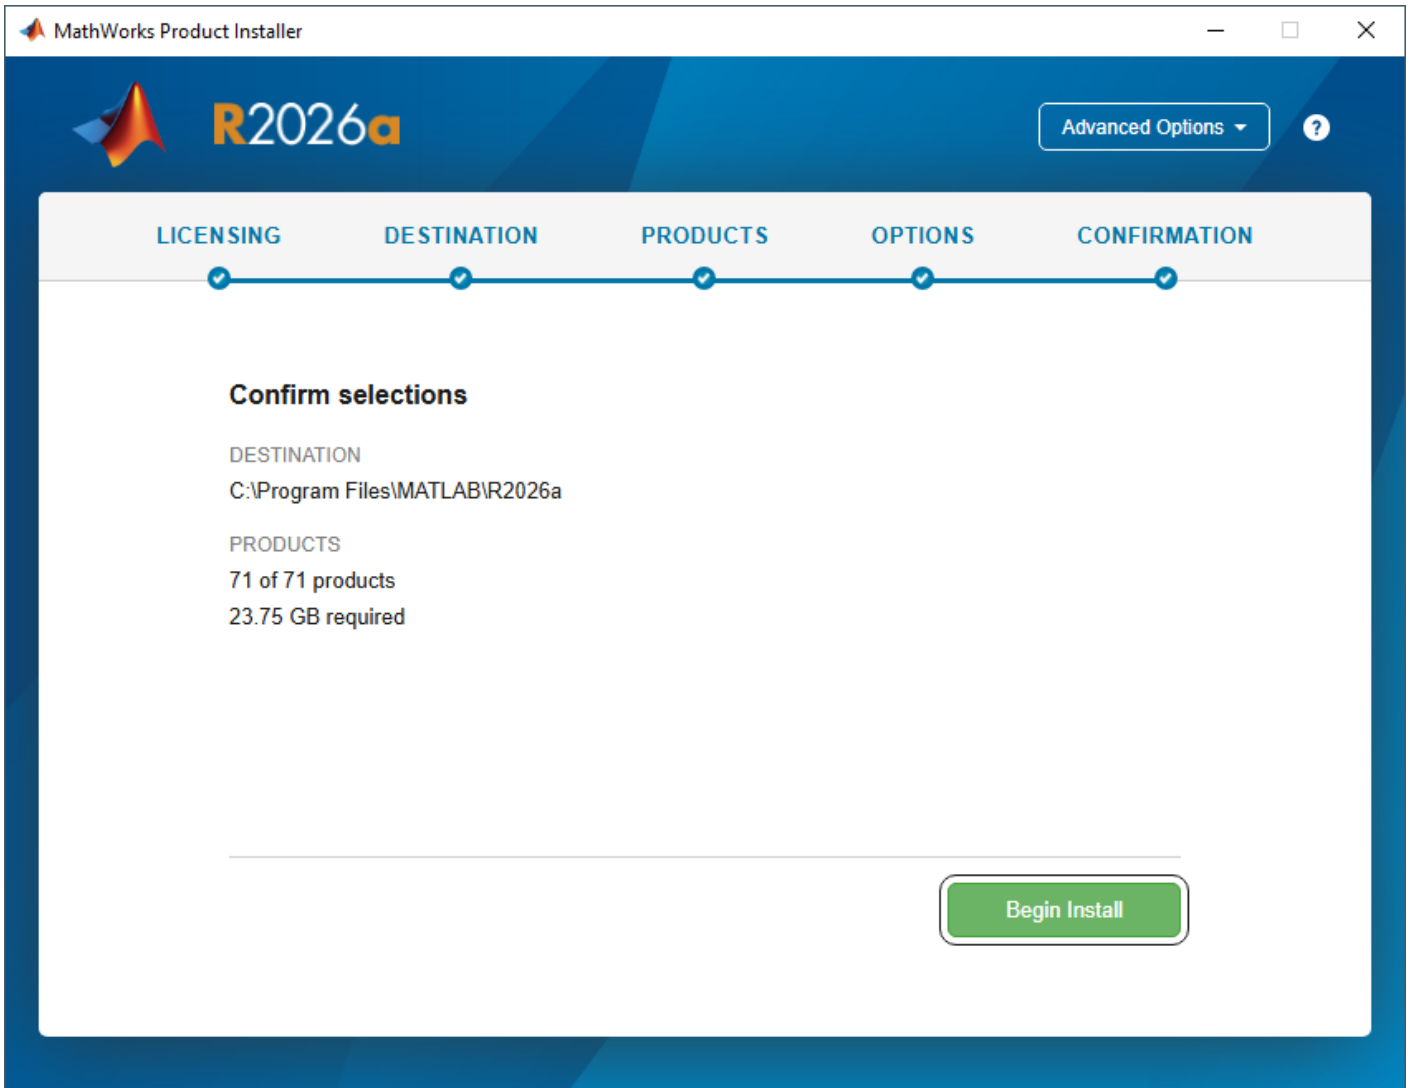 MathWorks Product Installer
R2026a
Advanced Options
?
LICENSING DESTINATION PRODUCTS OPTIONS CONFIRMATION
Confirm selections
DESTINATION
C:\Program Files\MATLAB\R2026a
PRODUCTS
71 of 71 products
23.75 GB required
Begin Install